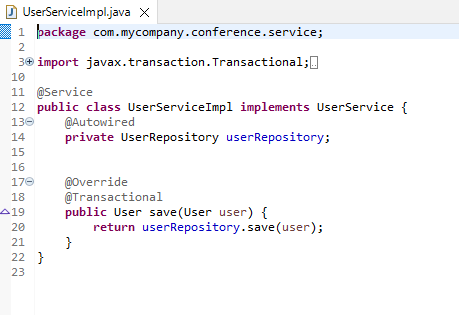 UserServiceImpl.java
1 package com.mycompany.conference.service;
2
3 import javax.transaction.Transactional;
10
11 @Service
12 public class UserServiceImpl implements UserService {
13 @Autowired
14 private UserRepository userRepository;
15
16
17 @Override
18 @Transactional
19 public User save(User user) {
20 return userRepository.save(user);
21 }
22 }
23